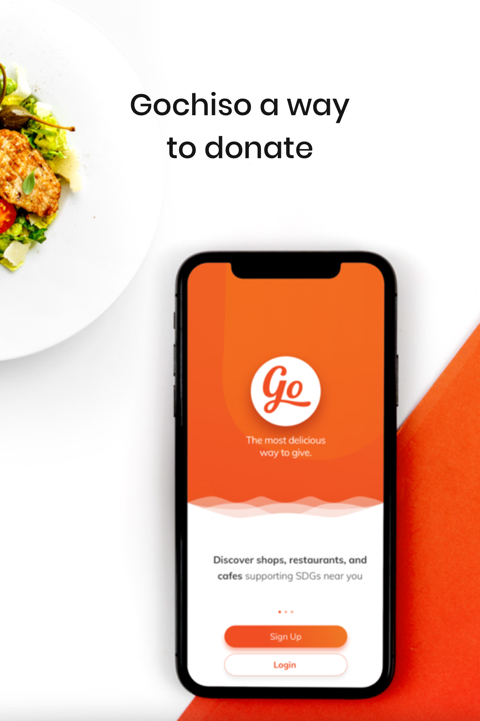 Gochiso a way
to donate
Go
The most delicious
way to give.
Discover shops, restaurants, and
cafes supporting SDGs near you
Sign Up
Login